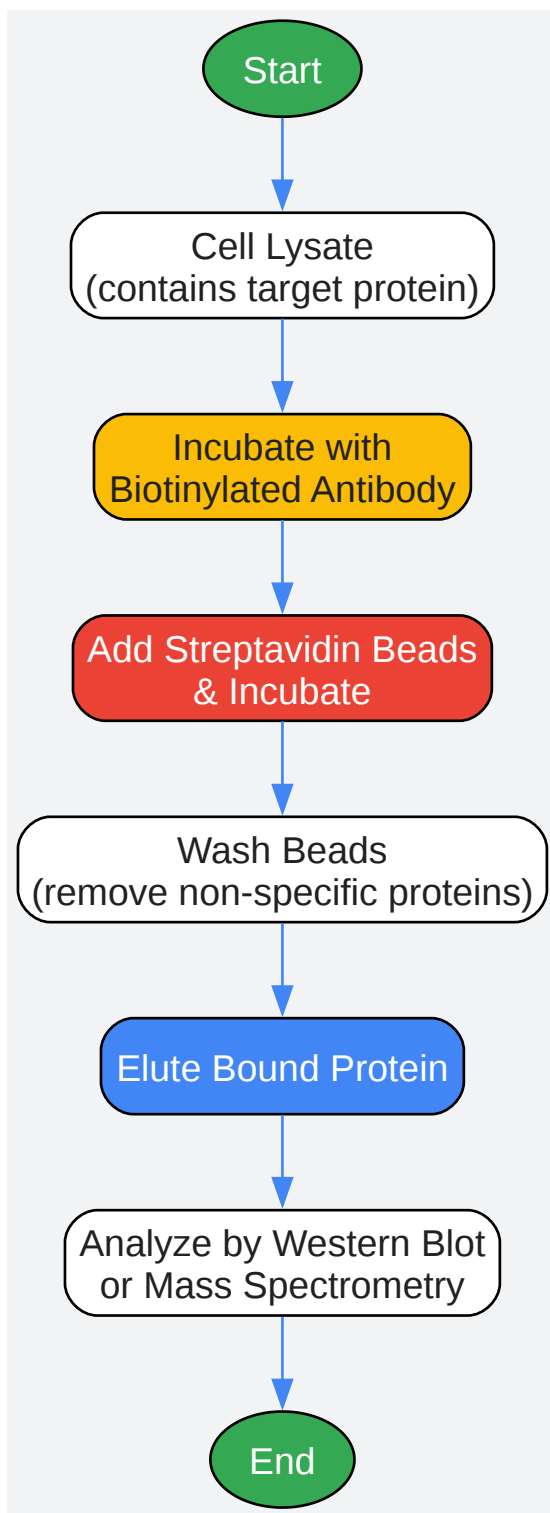 Start
Cell Lysate
(contains target protein)
Incubate with
Biotinylated Antibody
Add Streptavidin Beads
& Incubate
Wash Beads
(remove non-specific proteins)
Elute Bound Protein
Analyze by Western Blot
or Mass Spectrometry
End